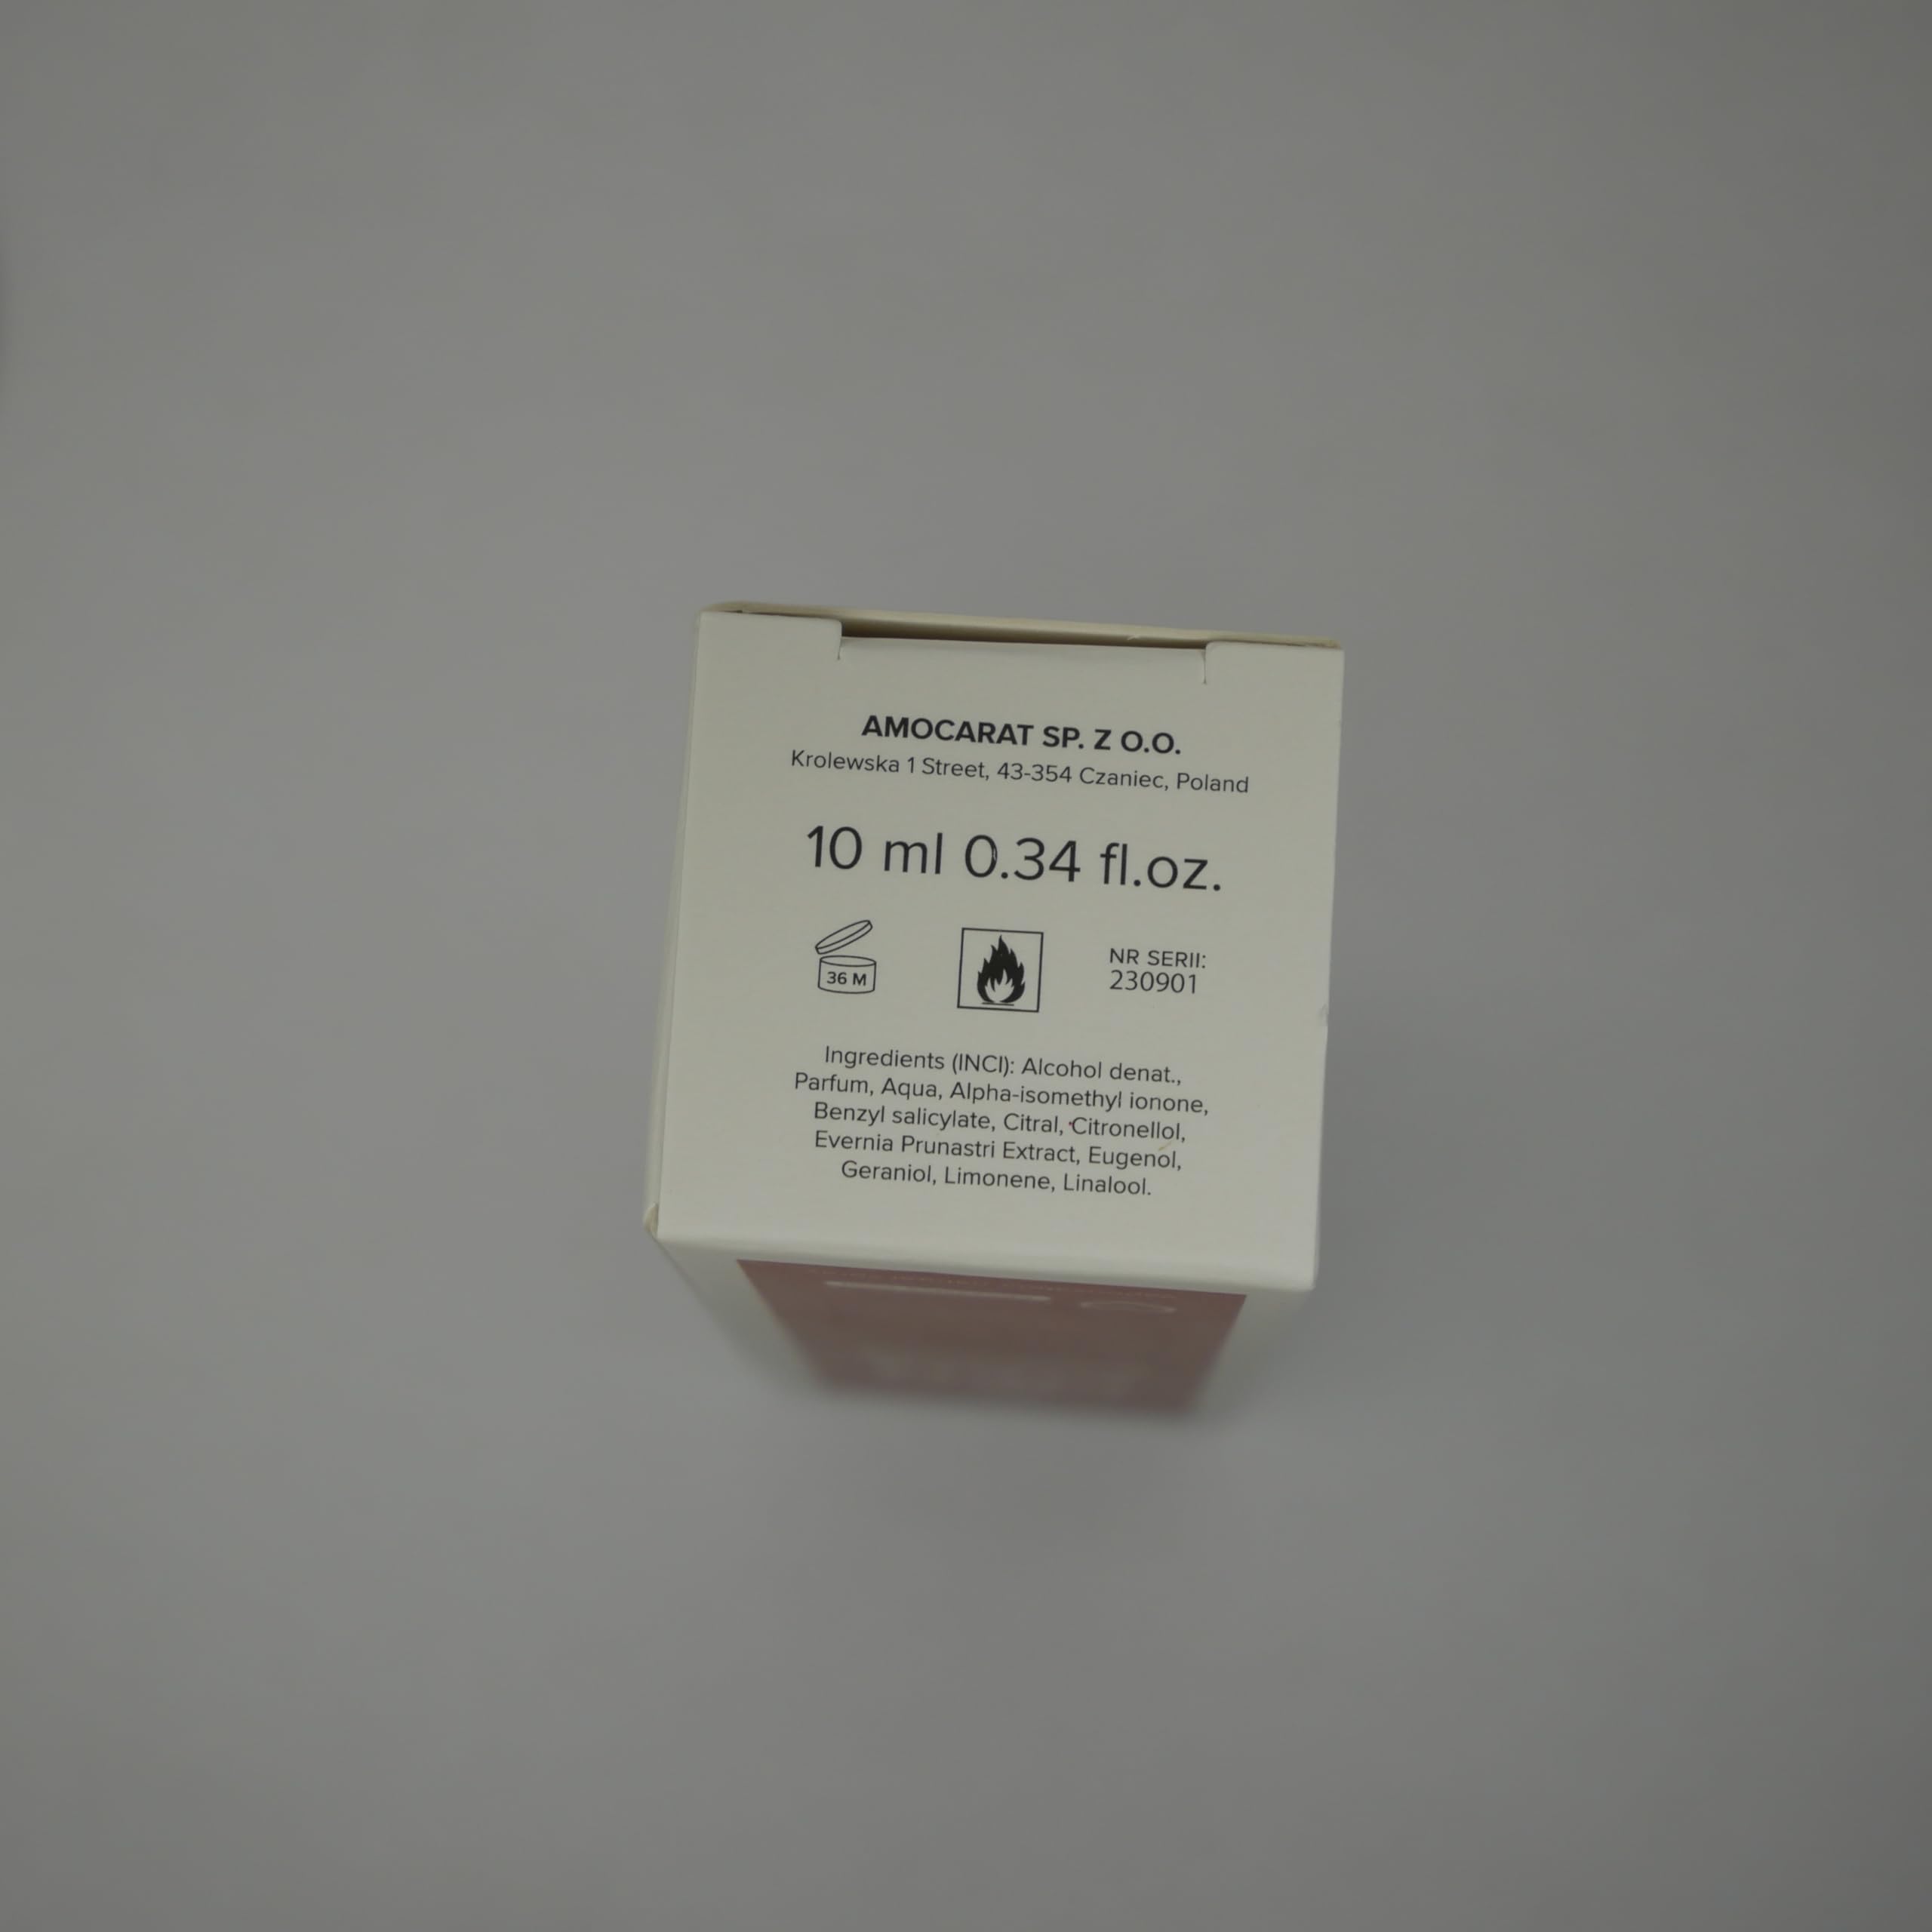 AMOCARAT SP. Z O.O.
Krolewska 1 Street, 43-354 Czaniec, Poland
10 ml 0.34 fl.oz.
36 M
NR SERII:
230901
Ingredients (INCI): Alcohol denat.,
Parfum, Aqua, Alpha-isomethyl ionone,
Benzyl salicylate, Citral, Citronellol,
Evernia Prunastri Extract, Eugenol,
Geraniol, Limonene, Linalool.